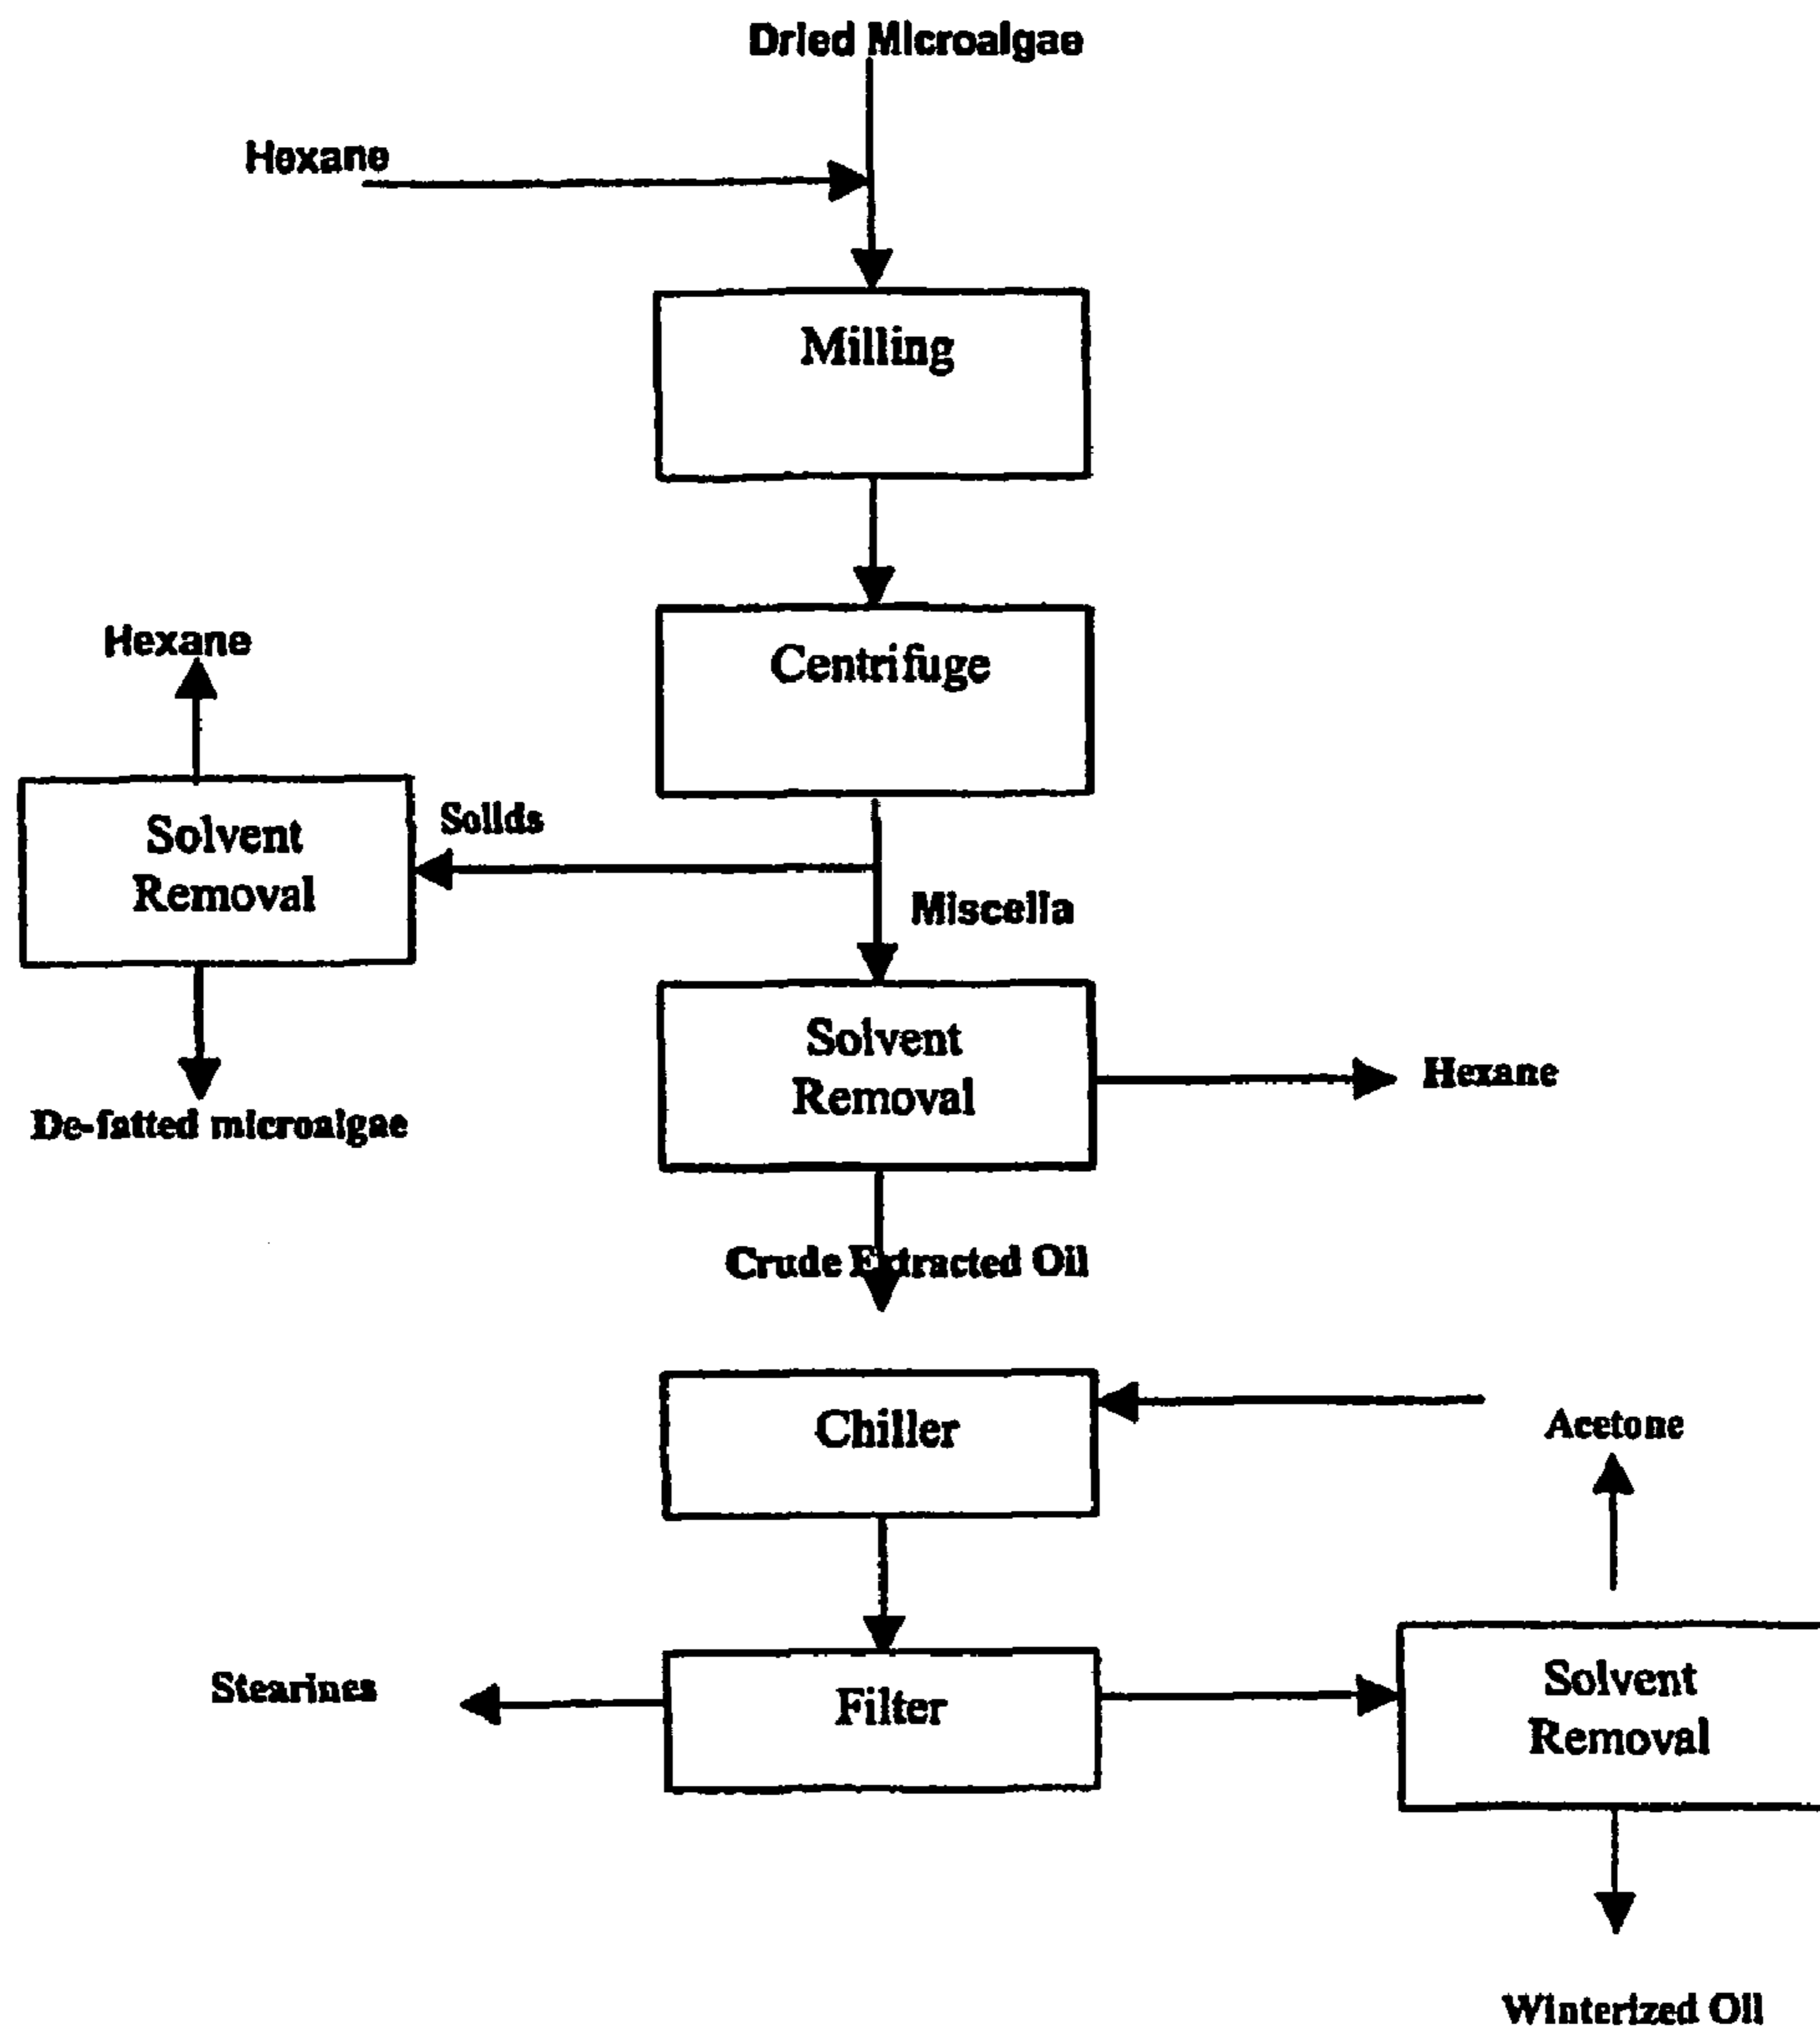 Dried Microalgae
Hexane
Milling
Centrifuge
Hexane
Solvent
Removal
Solids
Miscella
Solvent
Removal
Hexane
De-fatted microalgae
Crude Extracted Oil
Chiller
Acetone
Stearines
Filter
Solvent
Removal
Winterized Oil